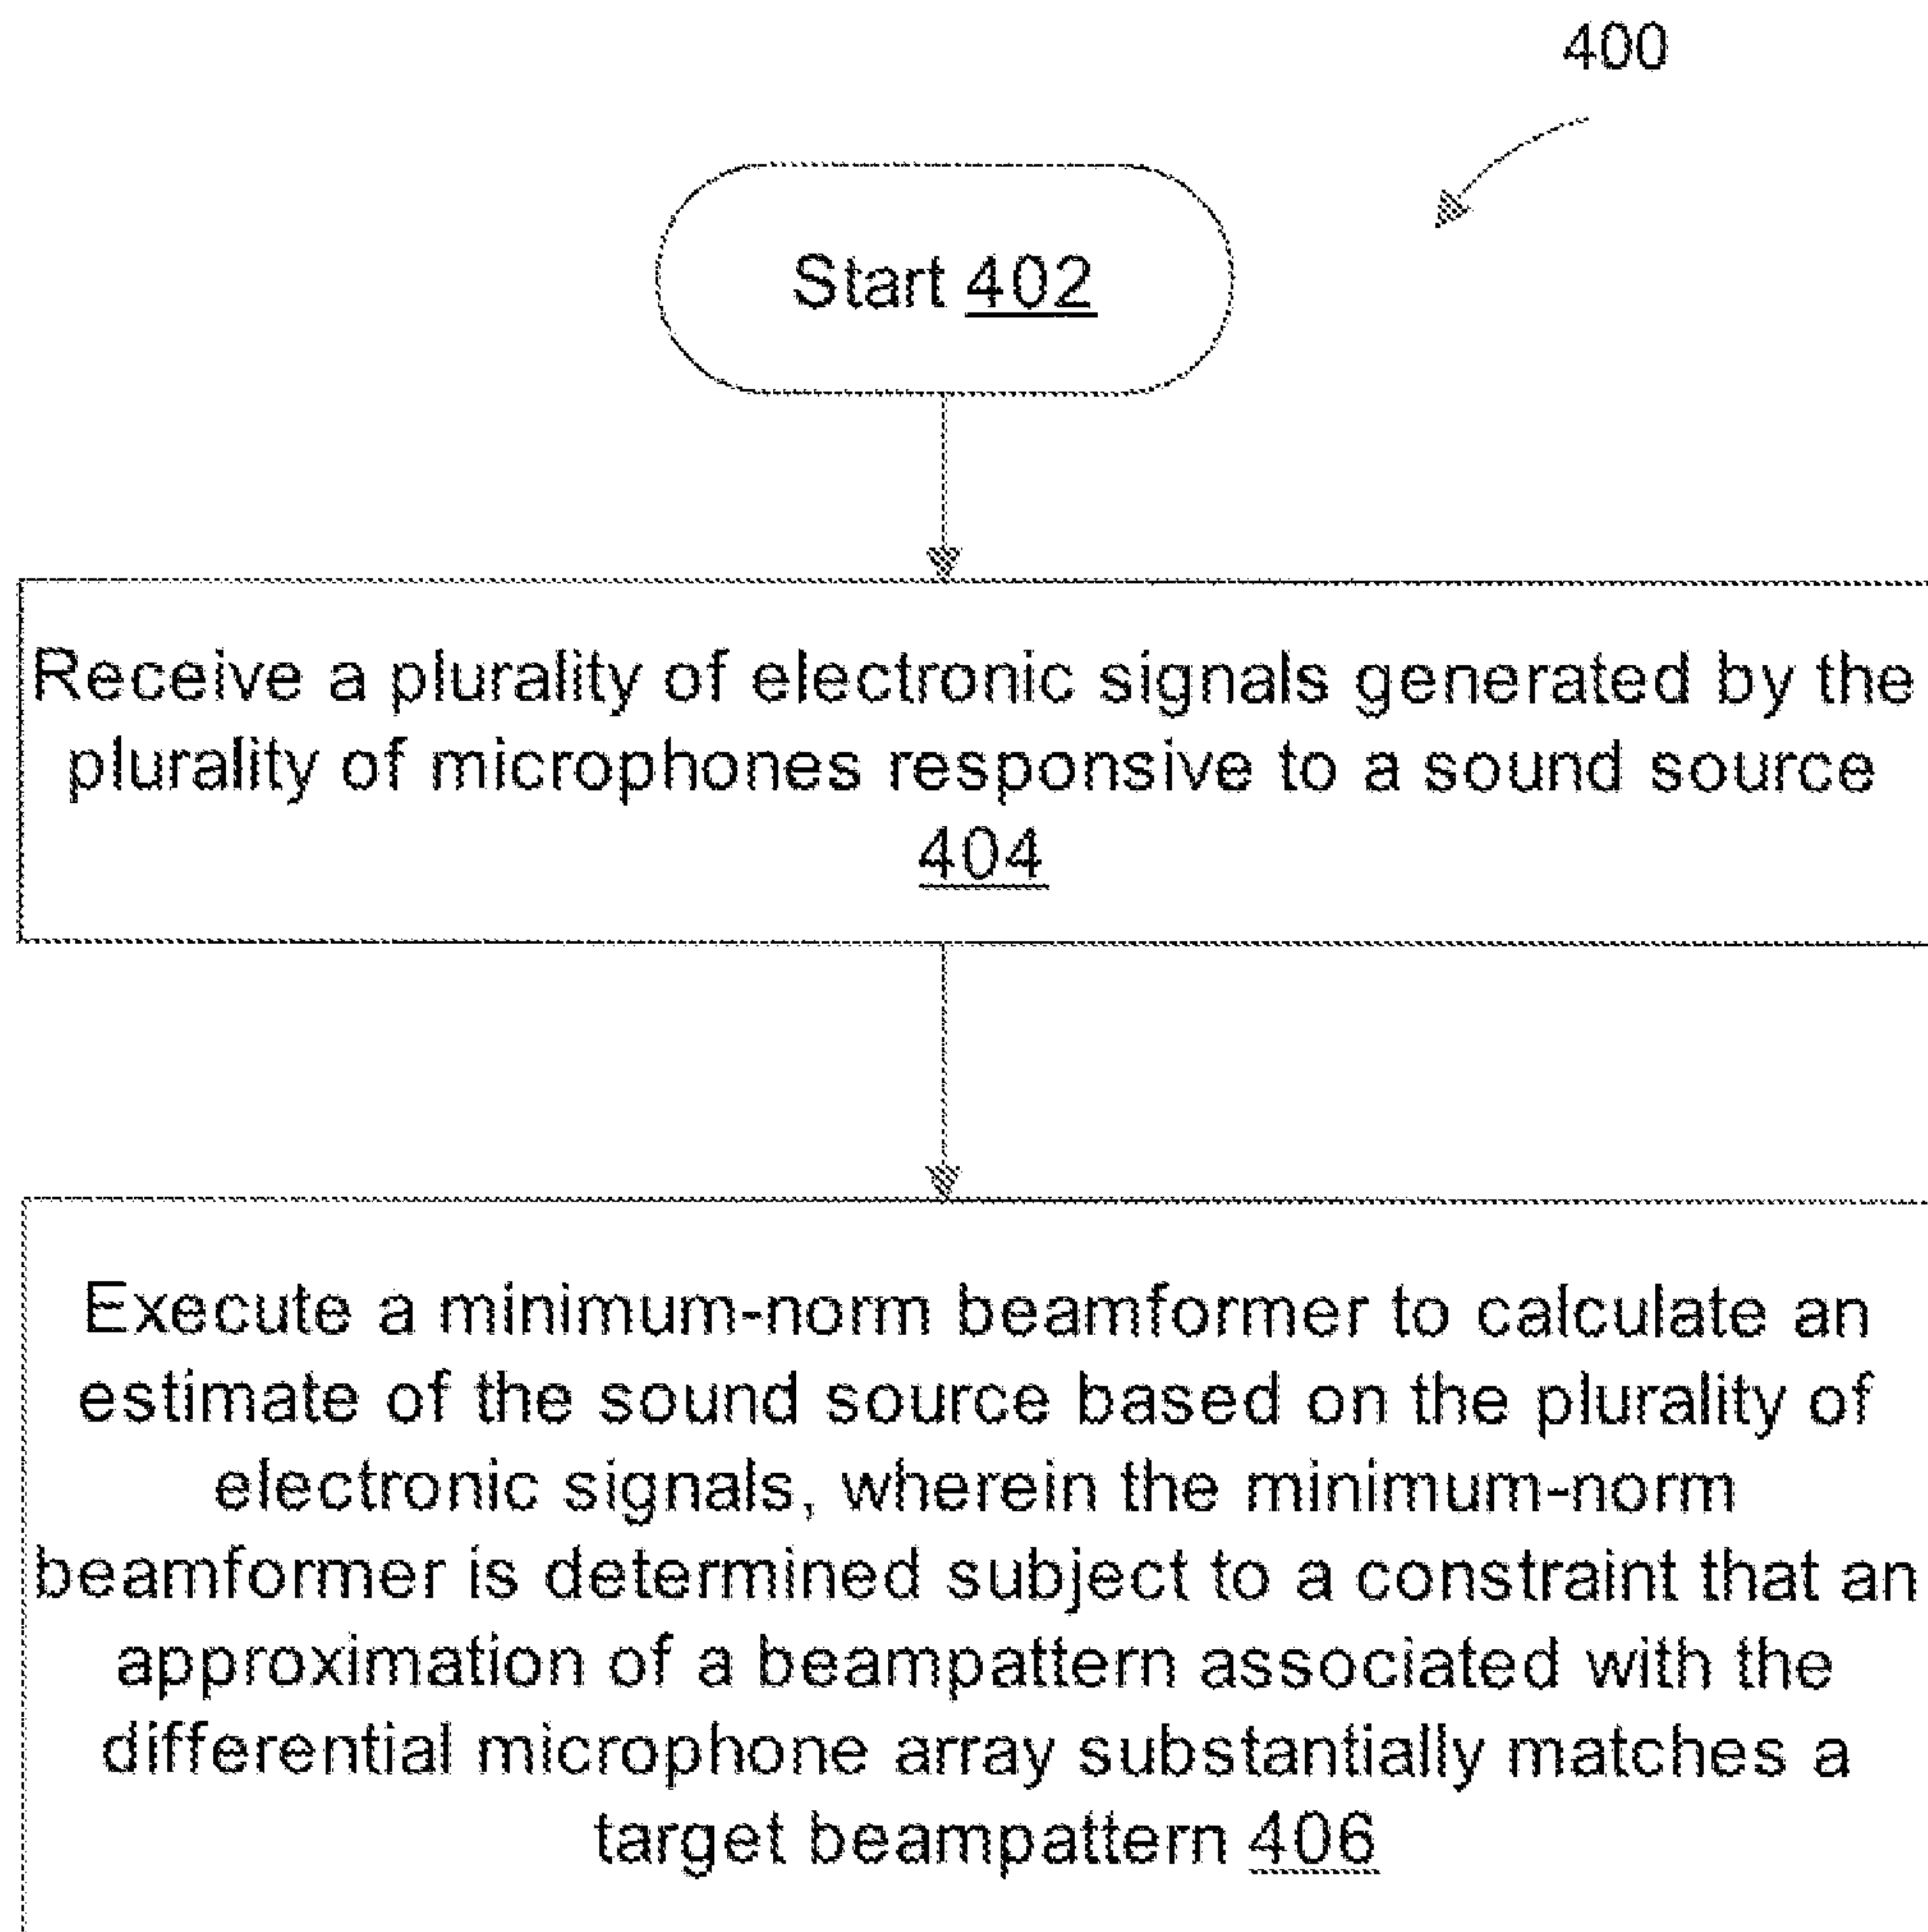 400
Start 402
Receive a plurality of electronic signals generated by the
plurality of microphones responsive to a sound source
404
Execute a minimum-norm beamformer to calculate an
estimate of the sound source based on the plurality of
electronic signals, wherein the minimum-norm
beamformer is determined subject to a constraint that an
approximation of a beampattern associated with the
differential microphone array substantially matches a
target beampattern 406